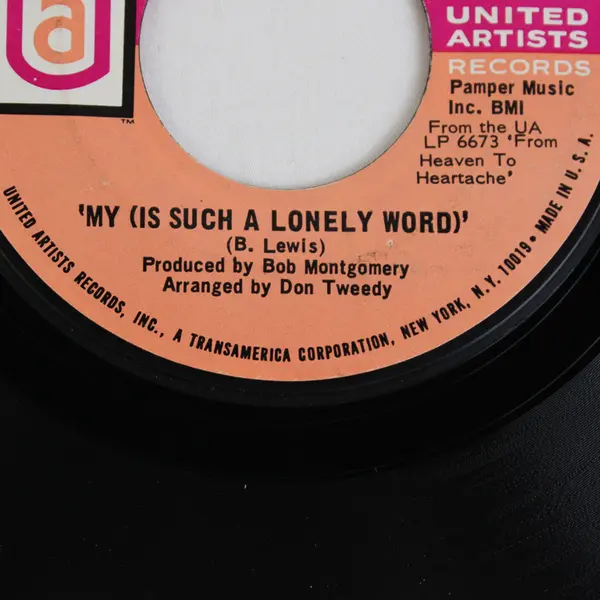 a
TM
UNITED
ARTISTS
RECORDS
Pamper Music
Inc. BMI
From the UA
LP 6673 'From
Heaven To
Heartache'
'MY (IS SUCH A LONELY WORD)'
(B. Lewis)
Produced by Bob Montgomery
Arranged by Don Tweedy
UNITED ARTISTS RECORDS, INC., A TRANSAMERICA CORPORATION, NEW YORK, N.Y. 10019 • MADE IN U.S.A.